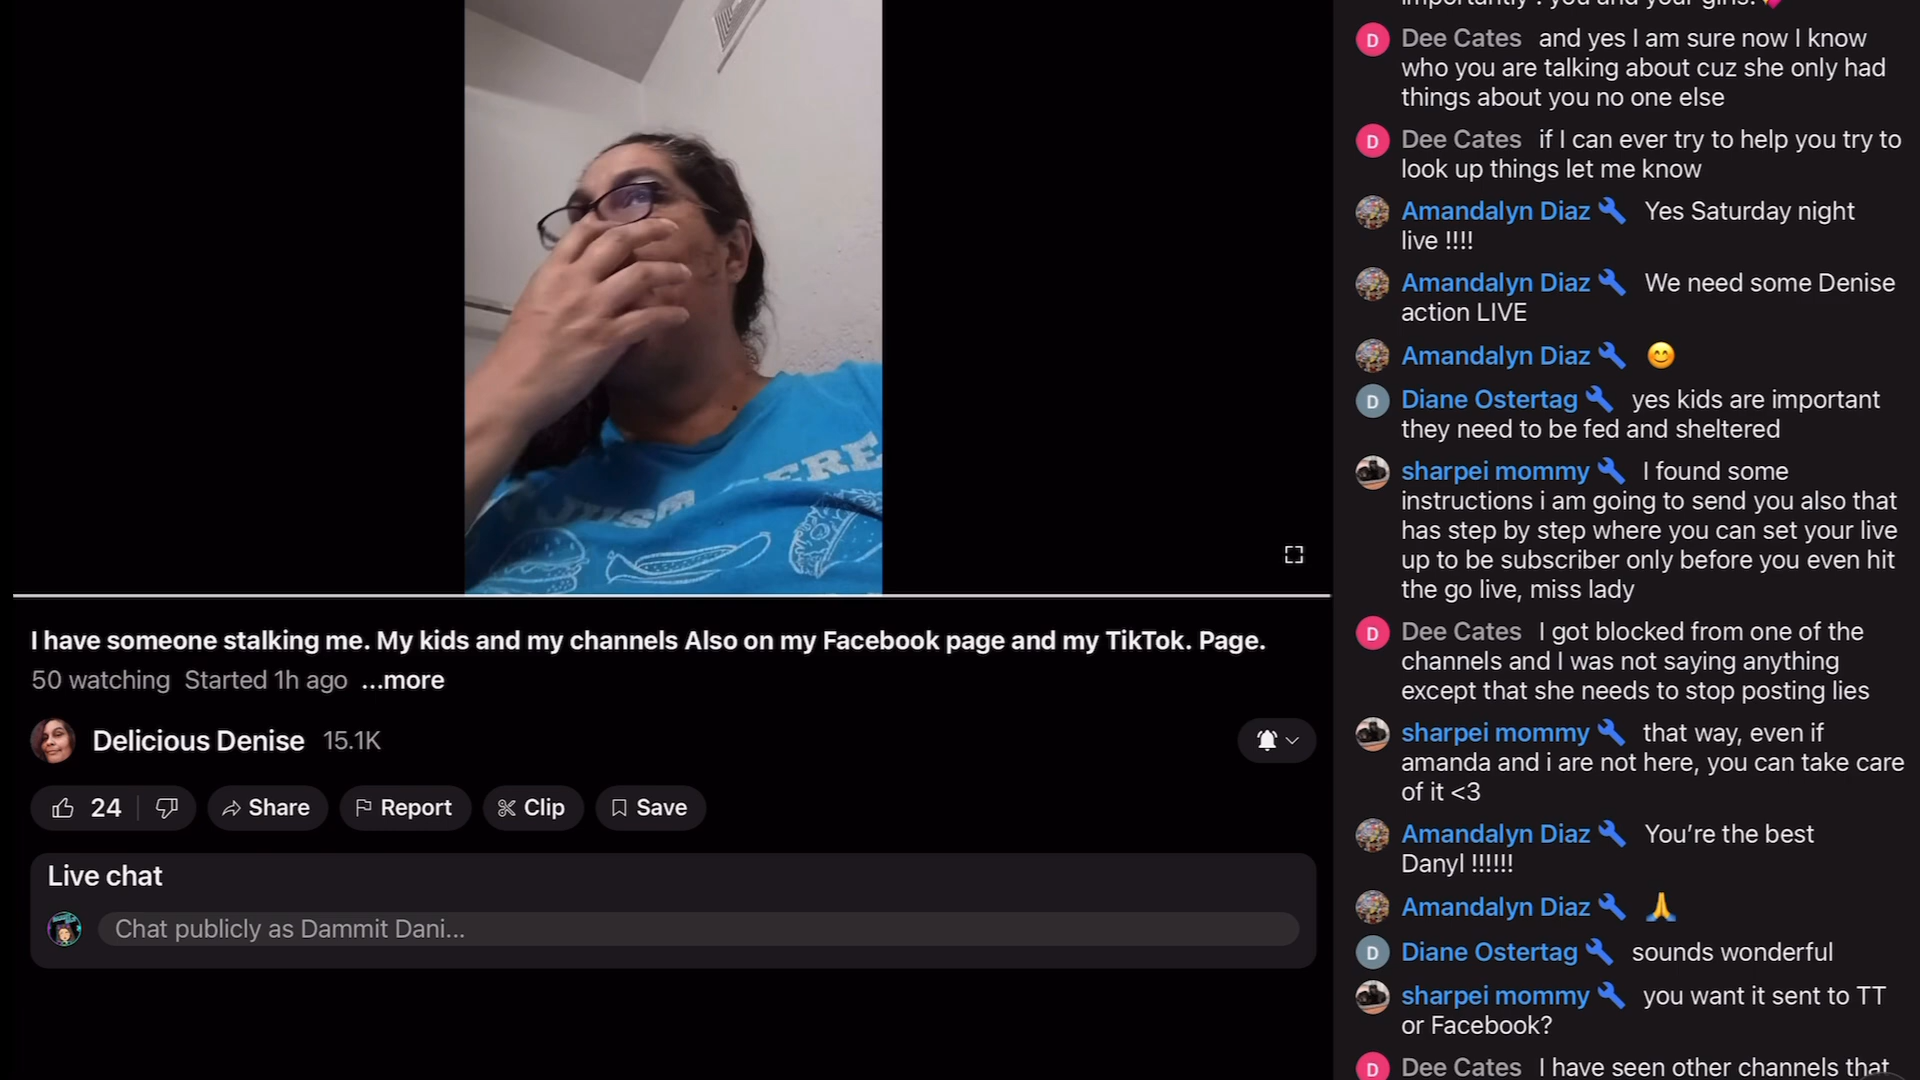 JUST
HERE
I have someone stalking me. My kids and my channels Also on my Facebook page and my TikTok. Page.
50 watching Started 1h ago ...more
Delicious Denise 15.1K
24 Share Report Clip Save
Live chat
Chat publicly as Dammit Dani...
importantly . you and your girls.
D Dee Cates and yes I am sure now I know
who you are talking about cuz she only had
things about you no one else
D Dee Cates if I can ever try to help you try to
look up things let me know
Amandalyn Diaz Yes Saturday night
live !!!!
Amandalyn Diaz We need some Denise
action LIVE
Amandalyn Diaz 😊
D Diane Ostertag yes kids are important
they need to be fed and sheltered
sharpei mommy I found some
instructions i am going to send you also that
has step by step where you can set your live
up to be subscriber only before you even hit
the go live, miss lady
D Dee Cates I got blocked from one of the
channels and I was not saying anything
except that she needs to stop posting lies
sharpei mommy that way, even if
amanda and i are not here, you can take care
of it <3
Amandalyn Diaz You’re the best
Danyl !!!!!!
Amandalyn Diaz 🙏
D Diane Ostertag sounds wonderful
sharpei mommy you want it sent to TT
or Facebook?
D Dee Cates I have seen other channels that